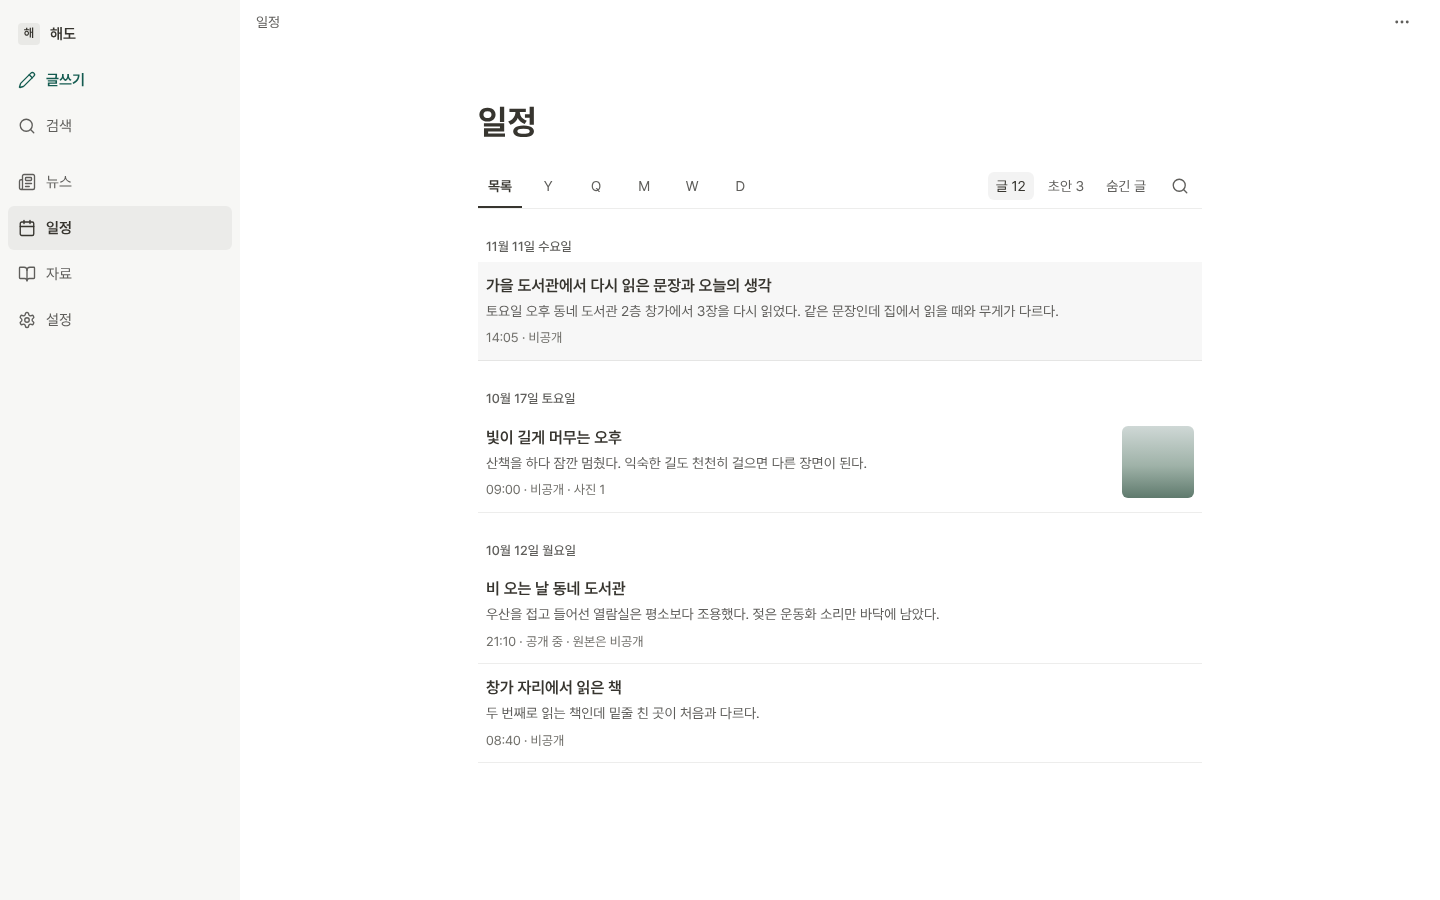 해 해도
글쓰기
검색
뉴스
일정
자료
설정
일정
일정
목록 Y Q M W D 글 12 초안 3 숨긴 글
11월 11일 수요일
가을 도서관에서 다시 읽은 문장과 오늘의 생각
토요일 오후 동네 도서관 2층 창가에서 3장을 다시 읽었다. 같은 문장인데 집에서 읽을 때와 무게가 다르다.
14:05 · 비공개
10월 17일 토요일
빛이 길게 머무는 오후
산책을 하다 잠깐 멈췄다. 익숙한 길도 천천히 걸으면 다른 장면이 된다.
09:00 · 비공개 · 사진 1
10월 12일 월요일
비 오는 날 동네 도서관
우산을 접고 들어선 열람실은 평소보다 조용했다. 젖은 운동화 소리만 바닥에 남았다.
21:10 · 공개 중 · 원본은 비공개
창가 자리에서 읽은 책
두 번째로 읽는 책인데 밑줄 친 곳이 처음과 다르다.
08:40 · 비공개